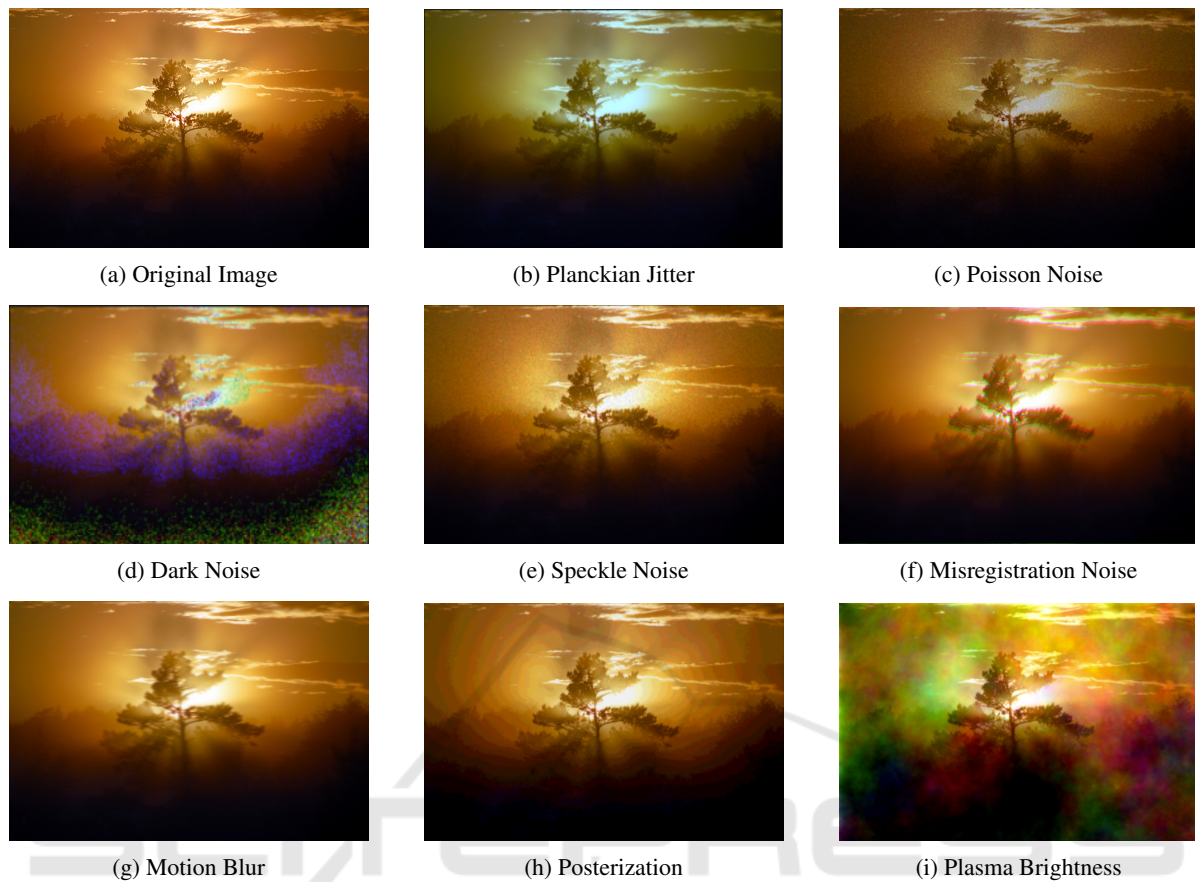 (a) Original Image
(b) Planckian Jitter
(c) Poisson Noise
(d) Dark Noise
(e) Speckle Noise
(f) Misregistration Noise
(g) Motion Blur
(h) Posterization
(i) Plasma Brightness